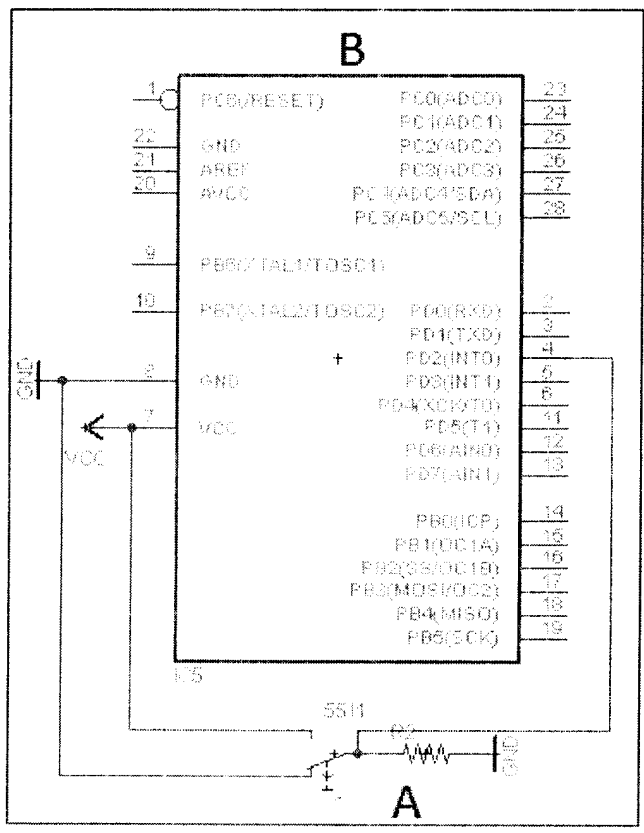 B
1 PC6(/RESET) PC0(ADC0) 23
PC1(ADC1) 24
22 GND PC2(ADC2) 25
21 AREF PC3(ADC3) 26
20 AVCC PC4(ADC4/SDA) 27
PC5(ADC5/SCL) 28
9 PB6(XTAL1/TOSC1)
10 PB7(XTAL2/TOSC2) PD0(RXD) 2
PD1(TXD) 3
PD2(INT0) 4
GND 8 GND PD3(INT1) 5
PD4(XCK/T0) 6
VCC 7 VCC PD5(T1) 11
PD6(AIN0) 12
PD7(AIN1) 13
PB0(ICP) 14
PB1(OC1A) 15
PB2(SS/OC1B) 16
PB3(MOSI/OC2) 17
PB4(MISO) 18
PB5(SCK) 19
IC5
R2
GND
A